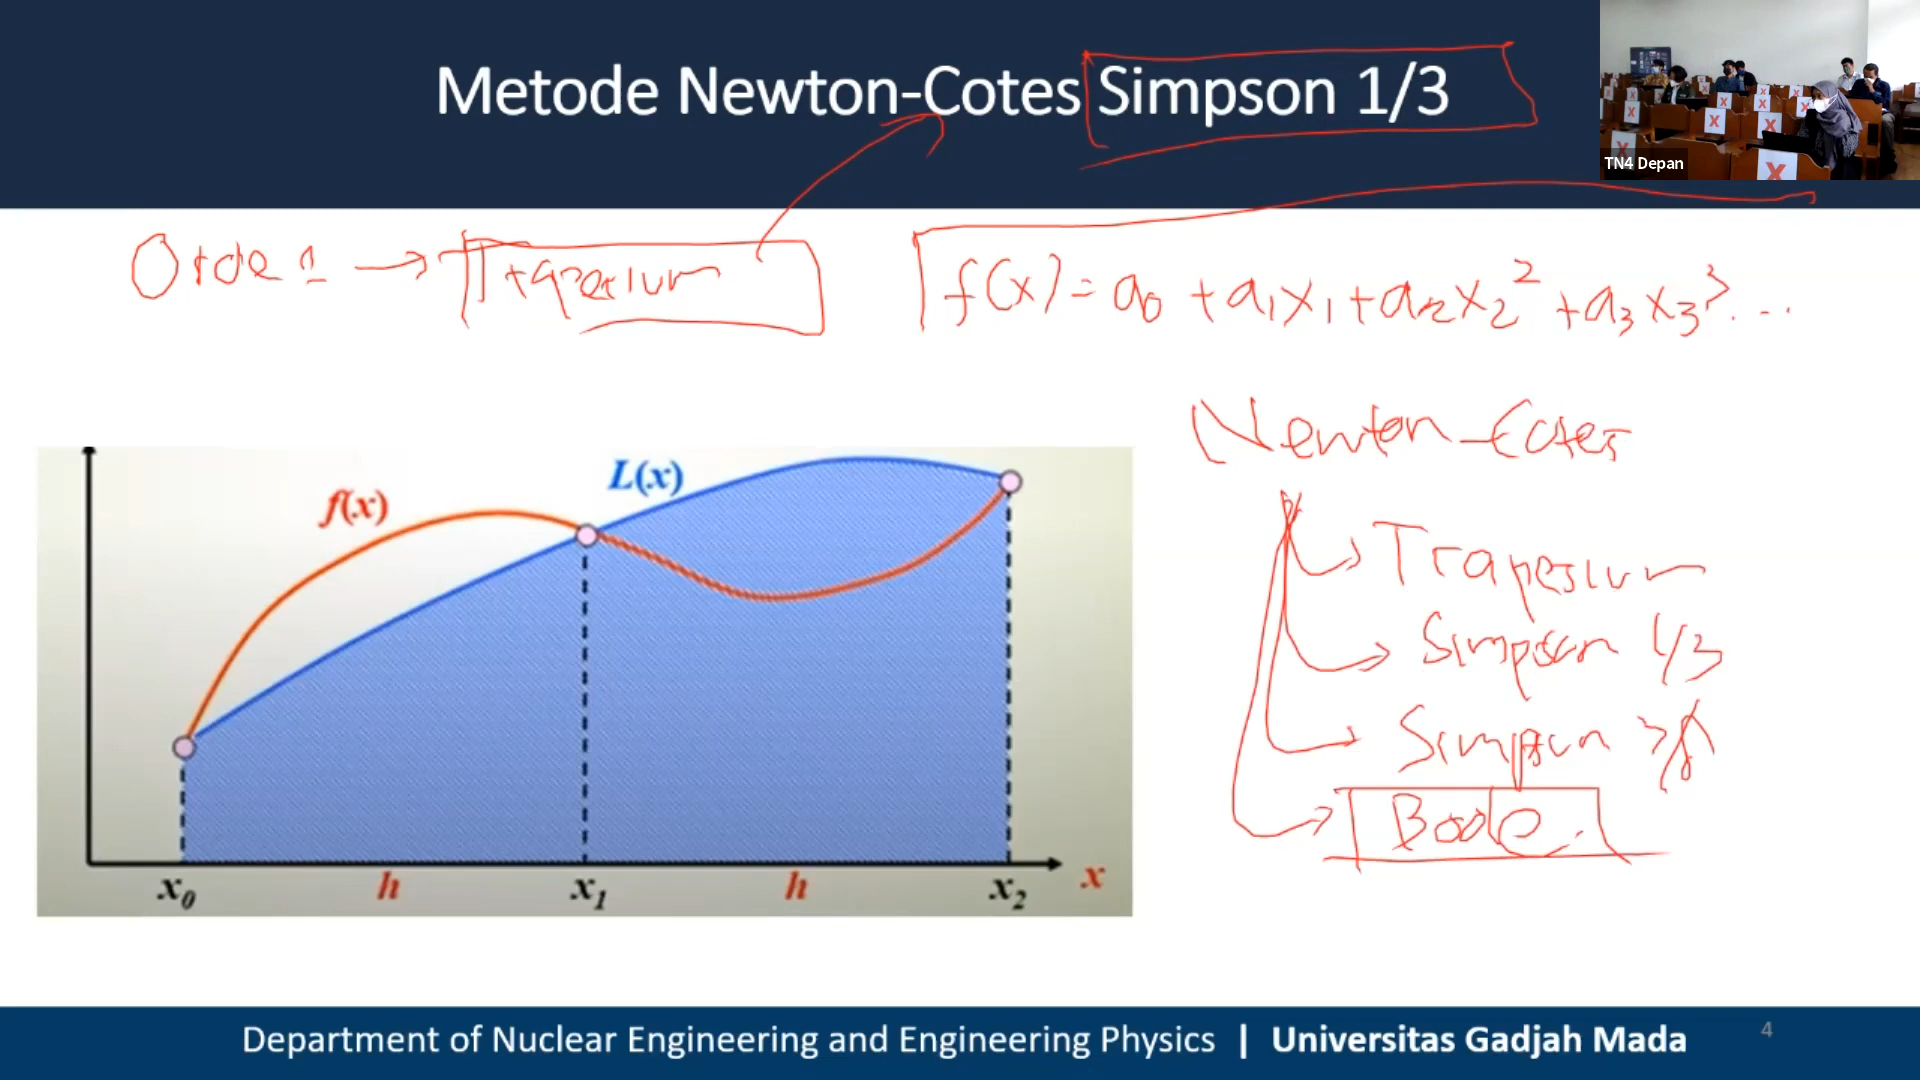 Metode Newton-Cotes Simpson 1/3
TN4 Depan
Orde 1 → Trapesium
f(x) = a0 + a1x1 + a2x2² + a3x3³ ...
Newton-Cotes
Trapesium
Simpson 1/3
Simpson 3/8
Boole.
f(x)
L(x)
x0 h x1 h x2 x
X X X X X X
Department of Nuclear Engineering and Engineering Physics | Universitas Gadjah Mada
4